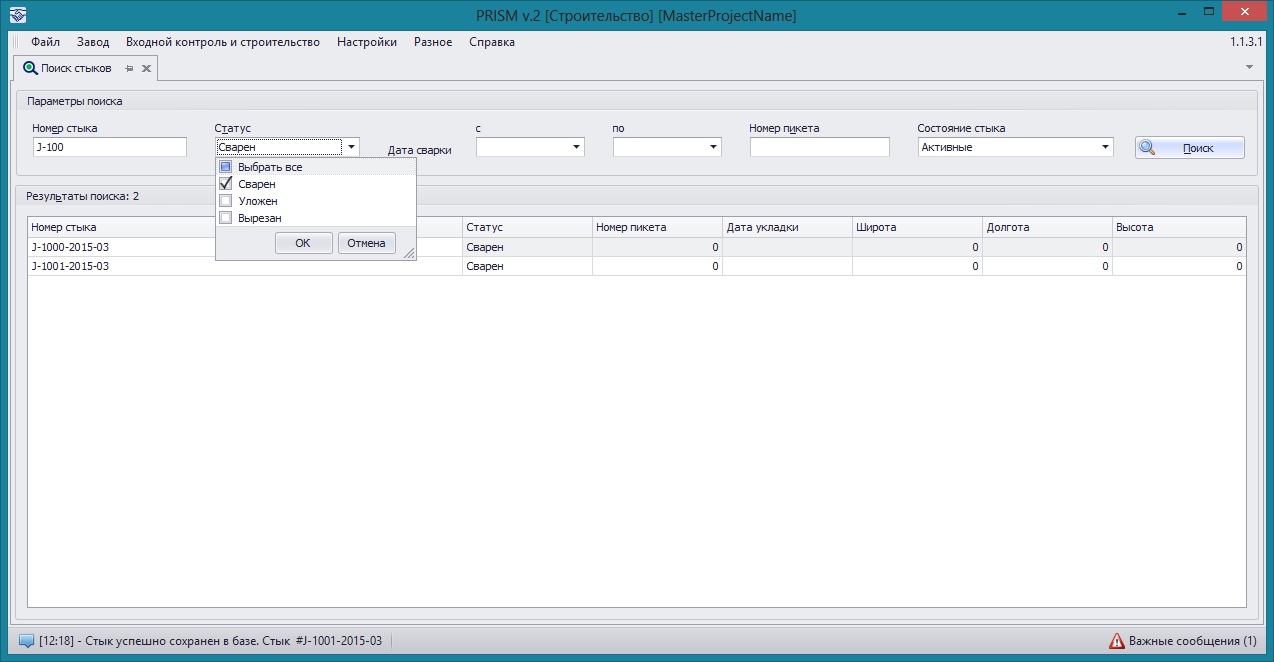 PRISM v.2 [Строительство] [MasterProjectName]
Файл Завод Входной контроль и строительство Настройки Разное Справка 1.1.3.1
Поиск стыков
Параметры поиска
Номер стыка Статус с по Номер пикета Состояние стыка
J-100 Сварен Дата сварки Активные Поиск
Выбрать все
Сварен
Уложен
Вырезан
OK Отмена
Результаты поиска: 2
Номер стыка Статус Номер пикета Дата укладки Широта Долгота Высота
J-1000-2015-03 Сварен 0 0 0 0
J-1001-2015-03 Сварен 0 0 0 0
[12:18] - Стык успешно сохранен в базе. Стык #J-1001-2015-03 Важные сообщения (1)